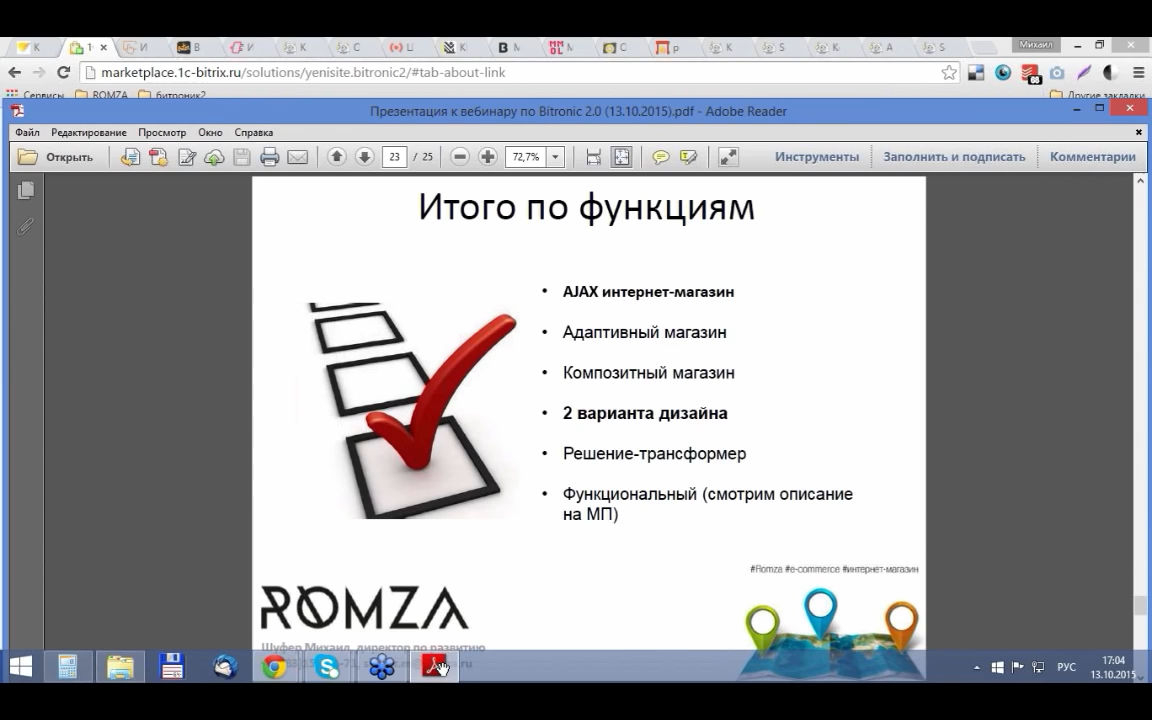 Михаил
marketplace.1c-bitrix.ru/solutions/yenisite.bitronic2/#tab-about-link
Сервисы ROMZA битроник2 Другие закладки
Презентация к вебинару по Bitronic 2.0 (13.10.2015).pdf - Adobe Reader
Файл Редактирование Просмотр Окно Справка
Открыть 23 / 25 72,7% Инструменты Заполнить и подписать Комментарии
Итого по функциям
• AJAX интернет-магазин
• Адаптивный магазин
• Композитный магазин
• 2 варианта дизайна
• Решение-трансформер
• Функциональный (смотрим описание
на МП)
#Romza #e-commerce #интернет-магазин
ROMZA
Шуфер Михаил, директор по развитию
РУС
17:04
13.10.2015